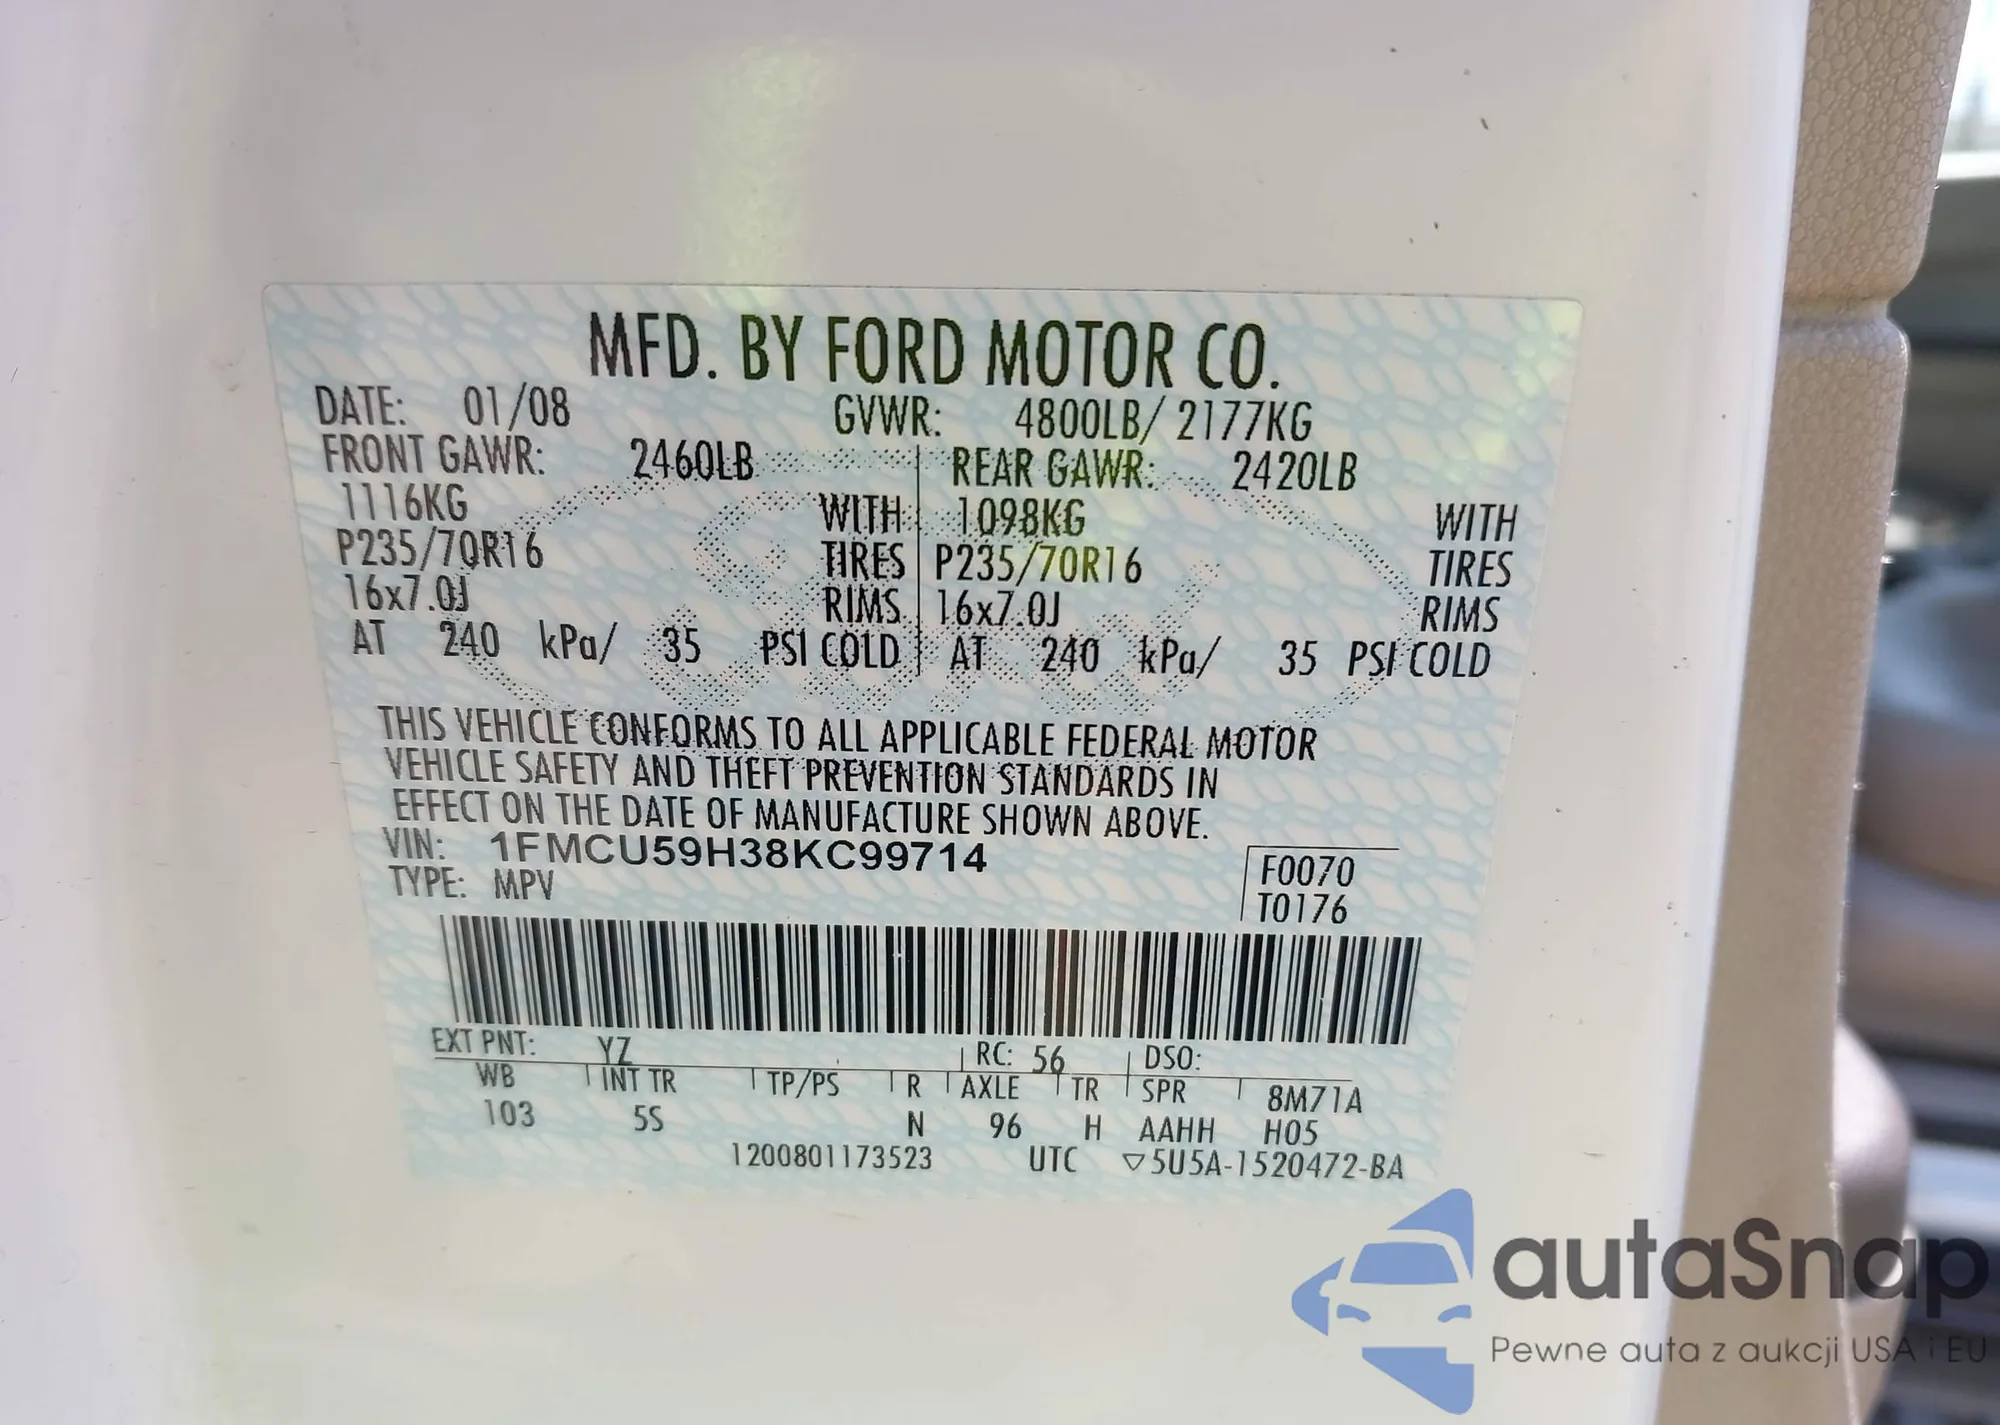 MFD. BY FORD MOTOR CO.
DATE: 01/08 GVWR: 4800LB/ 2177KG
FRONT GAWR: 2460LB REAR GAWR: 2420LB
1116KG WITH 1098KG WITH
P235/70R16 TIRES P235/70R16 TIRES
16x7.0J RIMS 16x7.0J RIMS
AT 240 kPa/ 35 PSI COLD AT 240 kPa/ 35 PSI COLD
THIS VEHICLE CONFORMS TO ALL APPLICABLE FEDERAL MOTOR
VEHICLE SAFETY AND THEFT PREVENTION STANDARDS IN
EFFECT ON THE DATE OF MANUFACTURE SHOWN ABOVE.
VIN: 1FMCU59H38KC99714
TYPE: MPV
F0070
T0176
EXT PNT: YZ RC: 56 DSO:
WB INT TR TP/PS R AXLE TR SPR 8M71A
103 5S N 96 H AAHH H05
1200801173523 UTC ▽5U5A-1520472-BA
autaSnap
Pewne auta z aukcji USA i EU